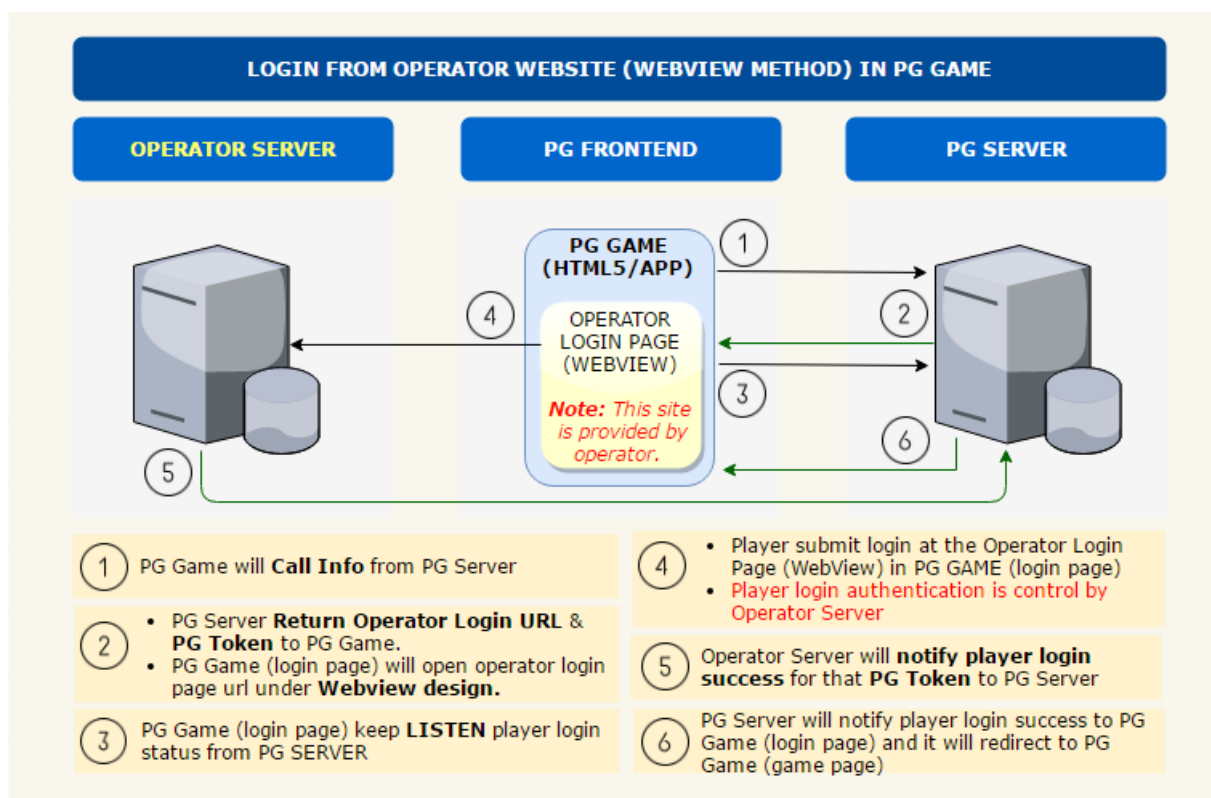 LOGIN FROM OPERATOR WEBSITE (WEBVIEW METHOD) IN PG GAME
OPERATOR SERVER
PG FRONTEND
PG SERVER
PG GAME
(HTML5/APP)
OPERATOR
LOGIN PAGE
(WEBVIEW)
Note: This site
is provided by
operator.
1
2
3
4
5
6
1
PG Game will Call Info from PG Server
2
• PG Server Return Operator Login URL &
PG Token to PG Game.
• PG Game (login page) will open operator login
page url under Webview design.
3
PG Game (login page) keep LISTEN player login
status from PG SERVER
4
• Player submit login at the Operator Login
Page (WebView) in PG GAME (login page)
• Player login authentication is control by
Operator Server
5
Operator Server will notify player login
success for that PG Token to PG Server
6
PG Server will notify player login success to PG
Game (login page) and it will redirect to PG
Game (game page)